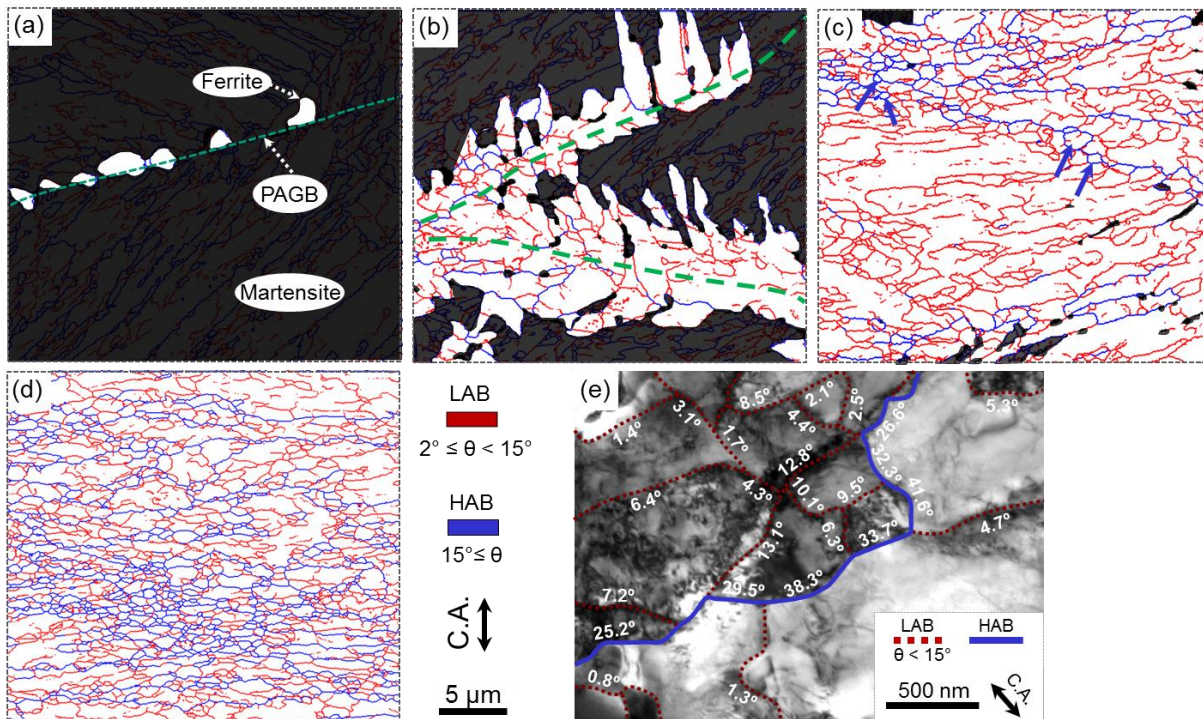 (a)
Ferrite
PAGB
Martensite
(b)
(c)
(d)
LAB
2° ≤ θ < 15°
HAB
15°≤ θ
C.A.
5 μm
(e)
1.4°
3.1°
8.5°
2.1°
2.5°
26.6°
5.3°
1.7°
4.4°
12.8°
32.3°
41.6°
6.4°
4.3°
10.1°
9.5°
13.1°
6.3°
33.7°
4.7°
7.2°
29.5°
38.3°
25.2°
0.8°
1.3°
LAB HAB
θ < 15°
500 nm
C.A.